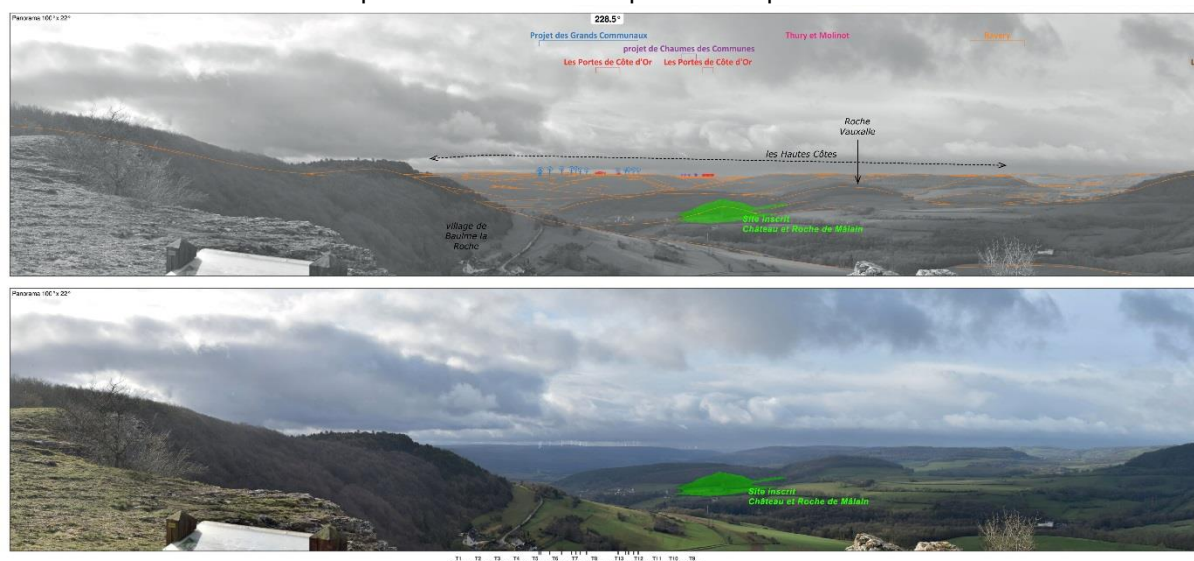 Panorama 100° x 22°
228.5°
Projet des Grands Communaux
Thury et Molinot
projet de Chaumes des Communes
Les Portes de Côte d'Or
Les Portes de Côte d'Or
Roche
Vauxalle
les Hautes Côtes
village de
Baulme la
Roche
Site inscrit
Château et Roche de Mâlain
Panorama 100° x 22°
Site inscrit
Château et Roche de Mâlain
T1 T2 T3 T4 T5 T6 T7 T8 T13 T12 T11 T10 T9